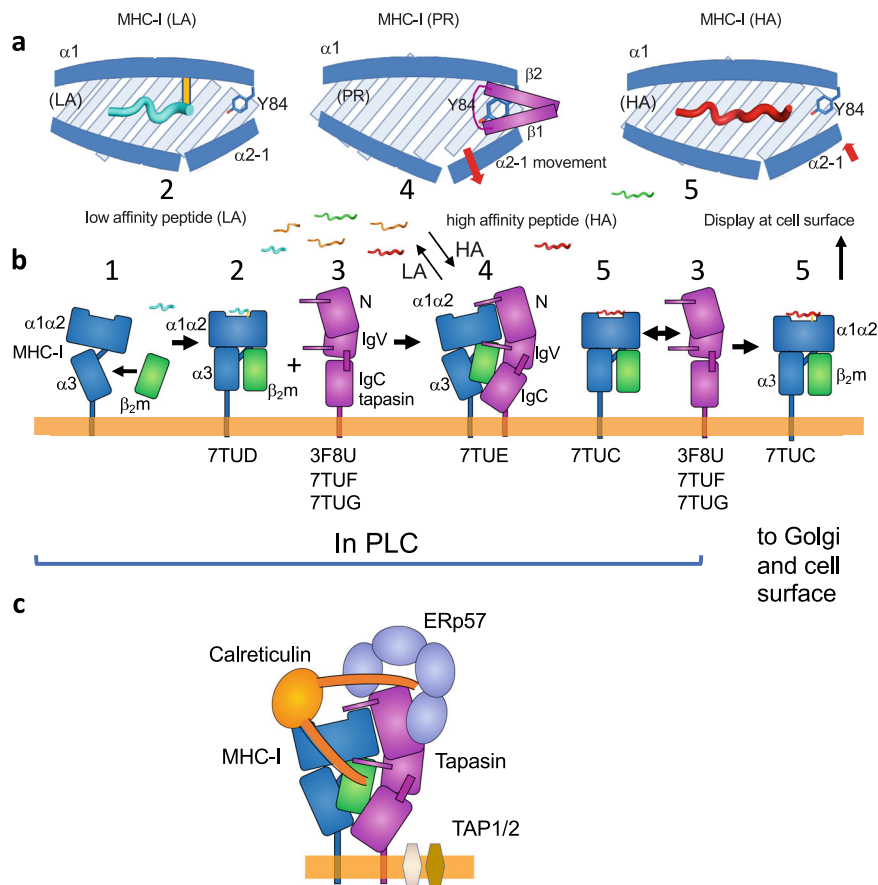 a
MHC-I (LA)
MHC-I (PR)
MHC-I (HA)
α1
(LA)
Y84
α2-1
2
α1
(PR)
β2
Y84
β1
α2-1 movement
4
α1
(HA)
Y84
α2-1
5
low affinity peptide (LA)
high affinity peptide (HA)
Display at cell surface
HA
LA
b
1
2
3
4
5
3
5
α1α2
MHC-I
α3
β₂m
α1α2
α3
β₂m
+
N
IgV
IgC
tapasin
α1α2
α3
N
IgV
IgC
α1α2
α3
β₂m
7TUD
3F8U
7TUF
7TUG
7TUE
7TUC
3F8U
7TUF
7TUG
7TUC
In PLC
to Golgi
and cell
surface
c
ERp57
Calreticulin
MHC-I
Tapasin
TAP1/2